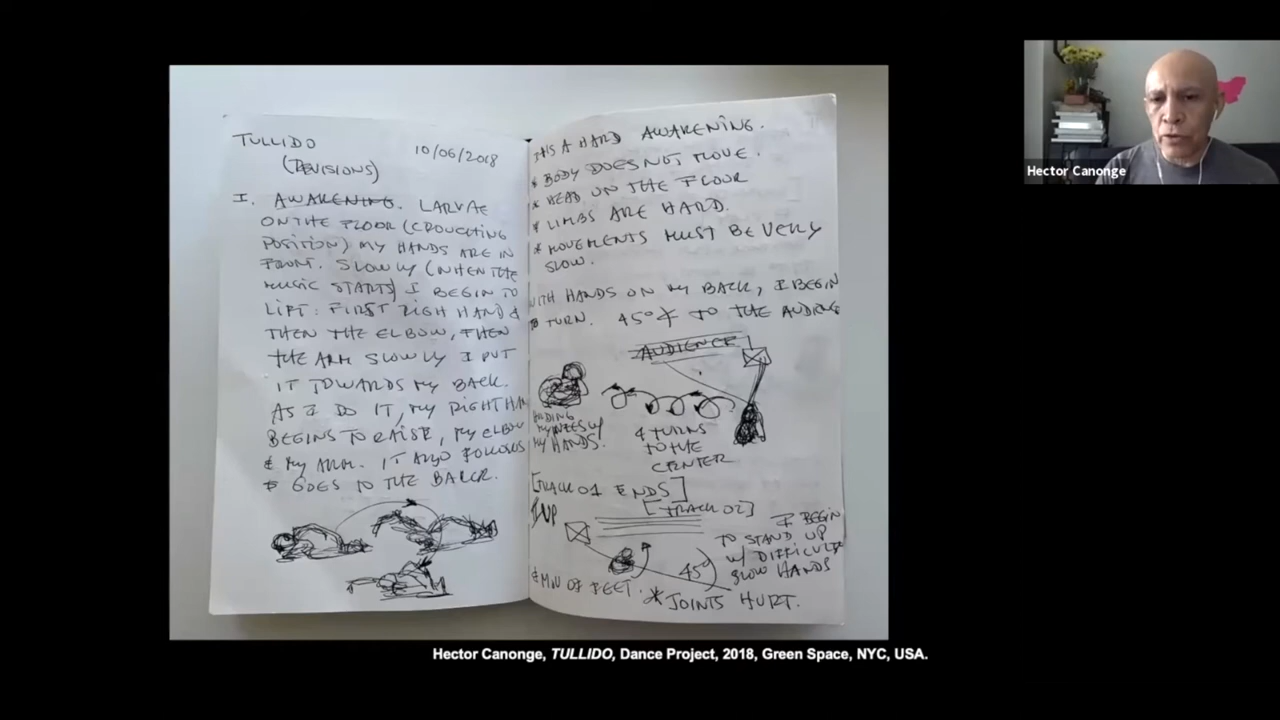 TULLIDO
10/06/2018
(REVISIONS)
I. AWAKENING. LARVAE
ON THE FLOOR (CROUCHING
POSITION) MY HANDS ARE IN
FRONT. SLOWLY (WHEN THE
MUSIC STARTS) I BEGIN TO
LIFT: FIRST RIGHT HAND &
THEN THE ELBOW, THEN
THE ARM SLOWLY I PUT
IT TOWARDS MY BACK.
AS I DO IT, MY RIGHT
BEGINS TO RAISE, MY ELBOW
& MY ARM. IT ALSO FOLLOWS
& GOES TO THE BACK.
A HARD AWAKENING.
* BODY DOES NOT MOVE.
* HEAD ON THE FLOOR
* LIMBS ARE HARD.
* MOVEMENTS MUST BE VERY
SLOW.
WITH HANDS ON MY BACK, I BEGIN
TO TURN. 45° TO THE AUDIENCE
AUDIENCE
HOLDING
MY KNEES W/
MY HANDS.
4 TURNS
TO THE
CENTER
[TRACK 01 ENDS]
[TRACK 02]
UP
I BEGIN
TO STAND UP
W/ DIFFICULTY
SLOW HANDS
45°
OF FEET. * JOINTS HURT.
Hector Canonge, TULLIDO, Dance Project, 2018, Green Space, NYC, USA.
Hector Canonge